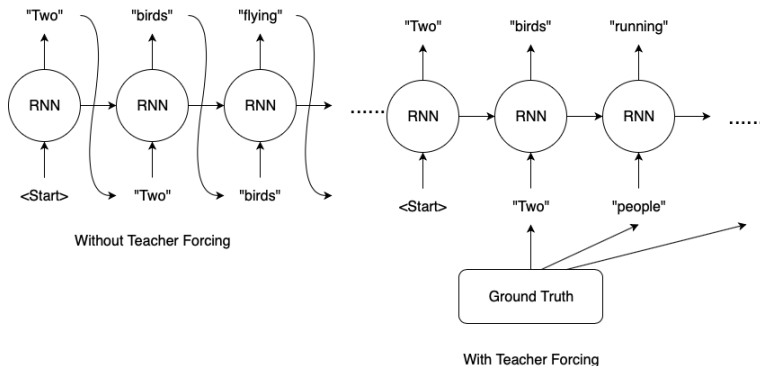 "Two" "birds" "flying"
RNN RNN RNN
<Start> "Two" "birds"
Without Teacher Forcing
"Two" "birds" "running"
...... RNN RNN RNN ......
<Start> "Two" "people"
Ground Truth
With Teacher Forcing